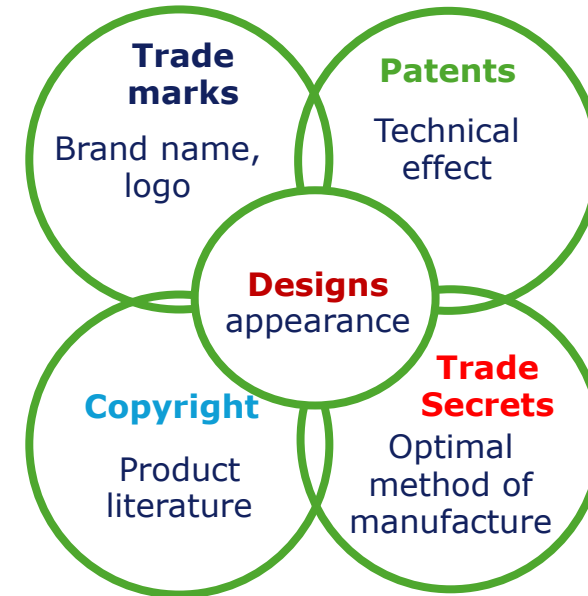 Trade
marks
Brand name,
logo
Patents
Technical
effect
Designs
appearance
Copyright
Product
literature
Trade
Secrets
Optimal
method of
manufacture